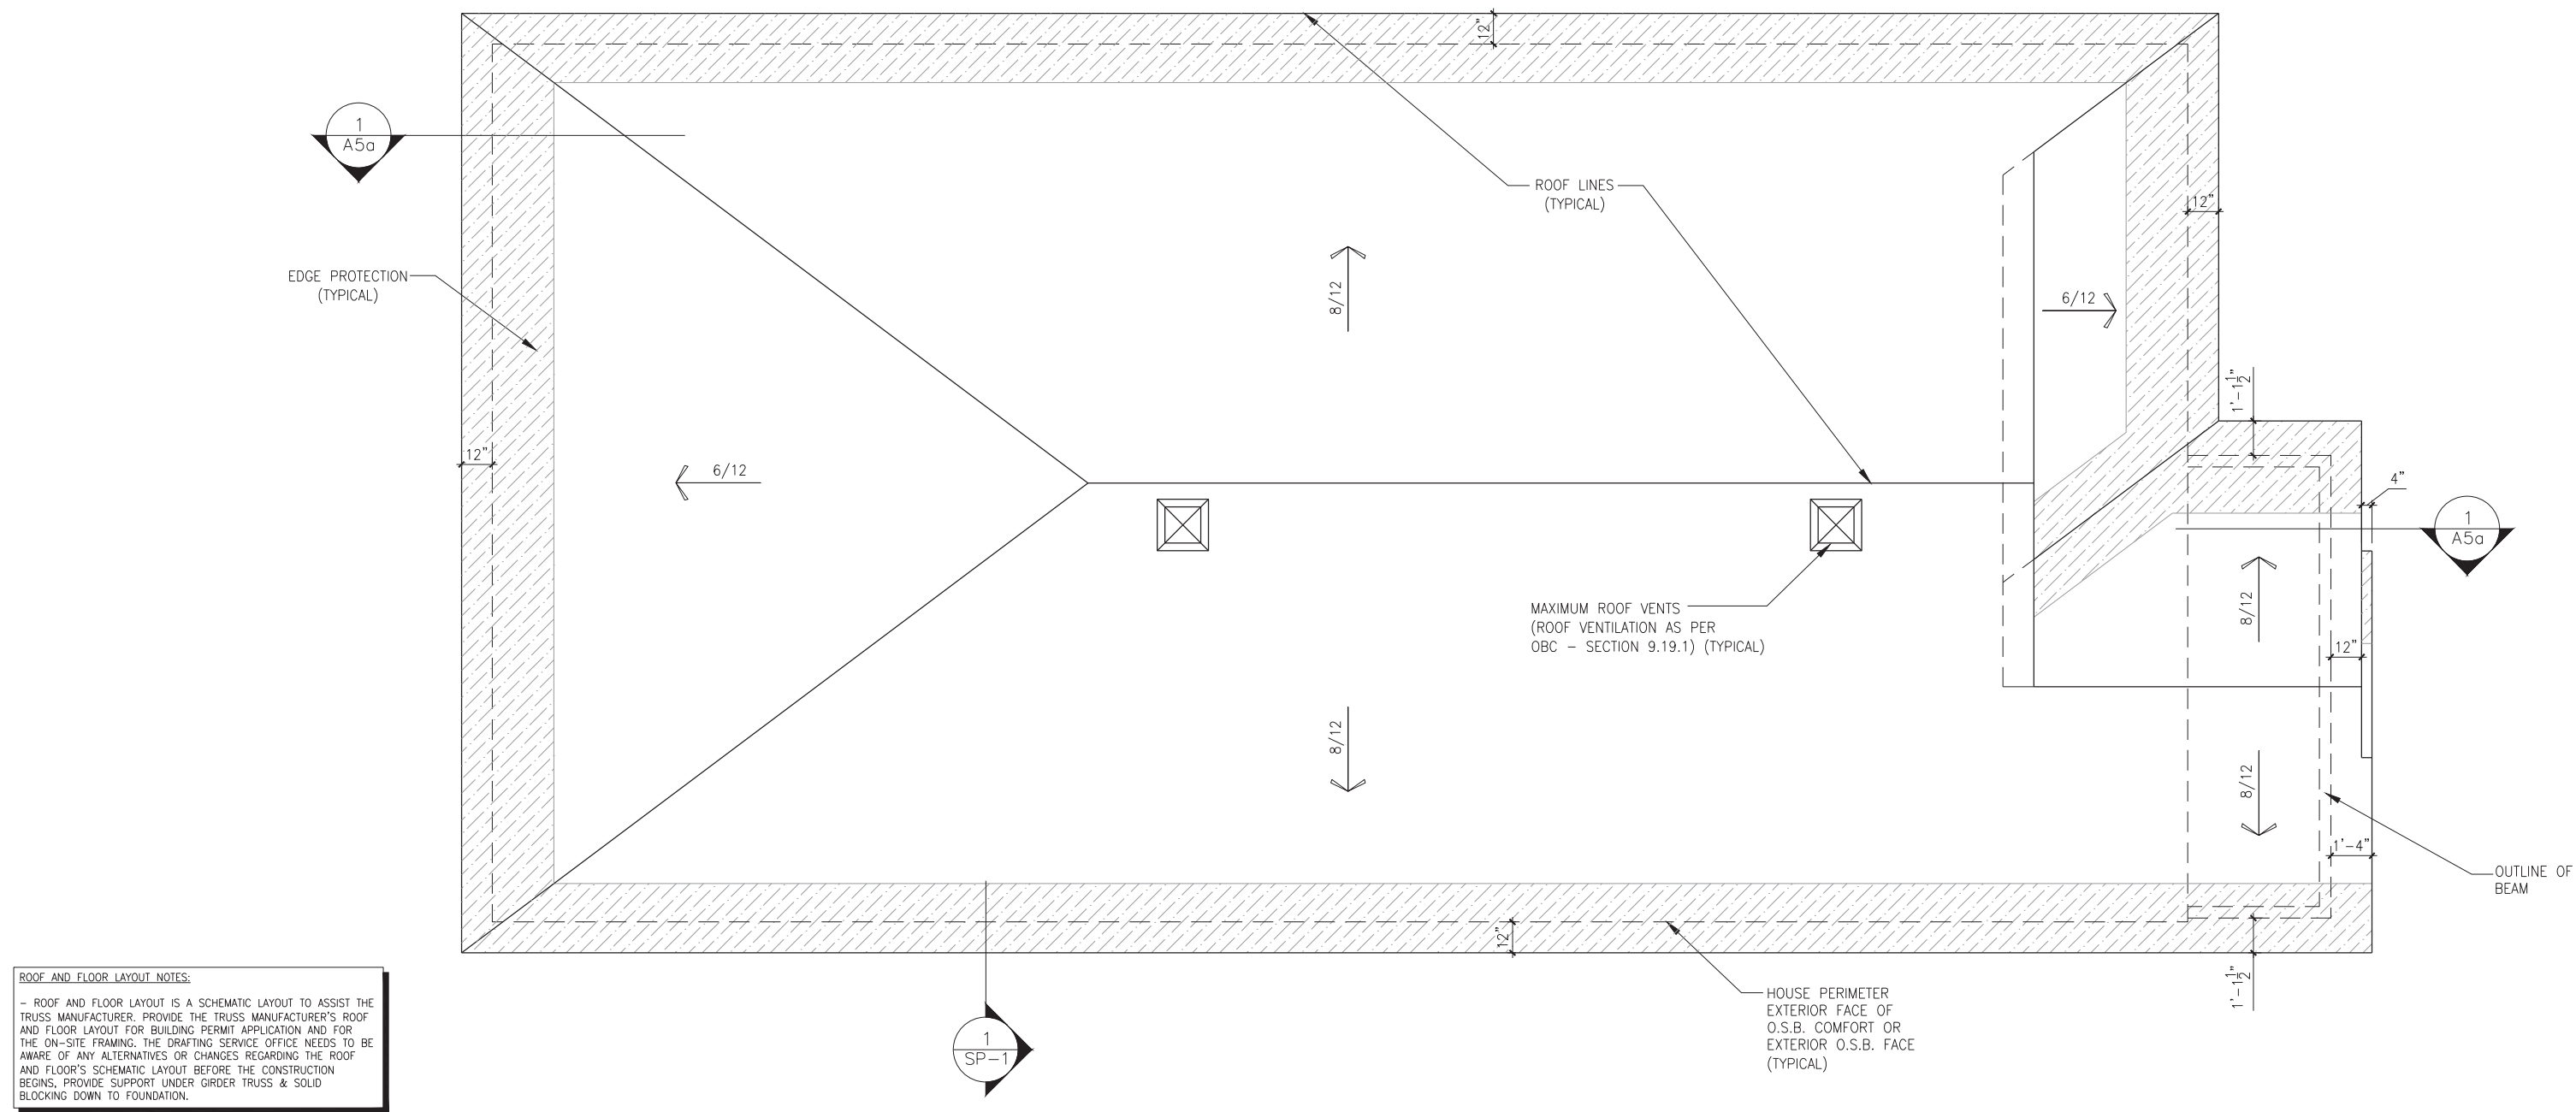 12"
1
A5a
ROOF LINES
(TYPICAL)
12"
EDGE PROTECTION
(TYPICAL)
8/12
6/12
1'-1 1/2"
12"
6/12
4"
1
A5a
MAXIMUM ROOF VENTS
(ROOF VENTILATION AS PER
OBC - SECTION 9.19.1) (TYPICAL)
8/12
12"
8/12
8/12
1'-4"
OUTLINE OF
BEAM
12"
1'-1 1/2"
HOUSE PERIMETER
EXTERIOR FACE OF
O.S.B. COMFORT OR
EXTERIOR O.S.B. FACE
(TYPICAL)
1
SP-1
ROOF AND FLOOR LAYOUT NOTES:
- ROOF AND FLOOR LAYOUT IS A SCHEMATIC LAYOUT TO ASSIST THE
TRUSS MANUFACTURER. PROVIDE THE TRUSS MANUFACTURER'S ROOF
AND FLOOR LAYOUT FOR BUILDING PERMIT APPLICATION AND FOR
THE ON-SITE FRAMING. THE DRAFTING SERVICE OFFICE NEEDS TO BE
AWARE OF ANY ALTERNATIVES OR CHANGES REGARDING THE ROOF
AND FLOOR'S SCHEMATIC LAYOUT BEFORE THE CONSTRUCTION
BEGINS, PROVIDE SUPPORT UNDER GIRDER TRUSS & SOLID
BLOCKING DOWN TO FOUNDATION.